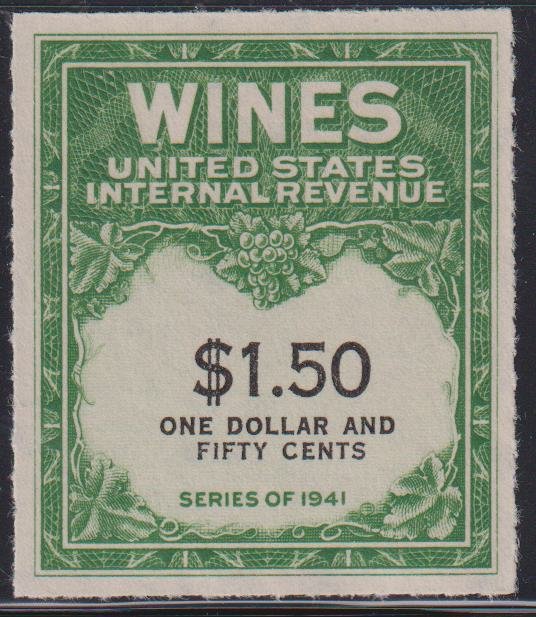 WINES
UNITED STATES
INTERNAL REVENUE
$1.50
ONE DOLLAR AND
FIFTY CENTS
SERIES OF 1941